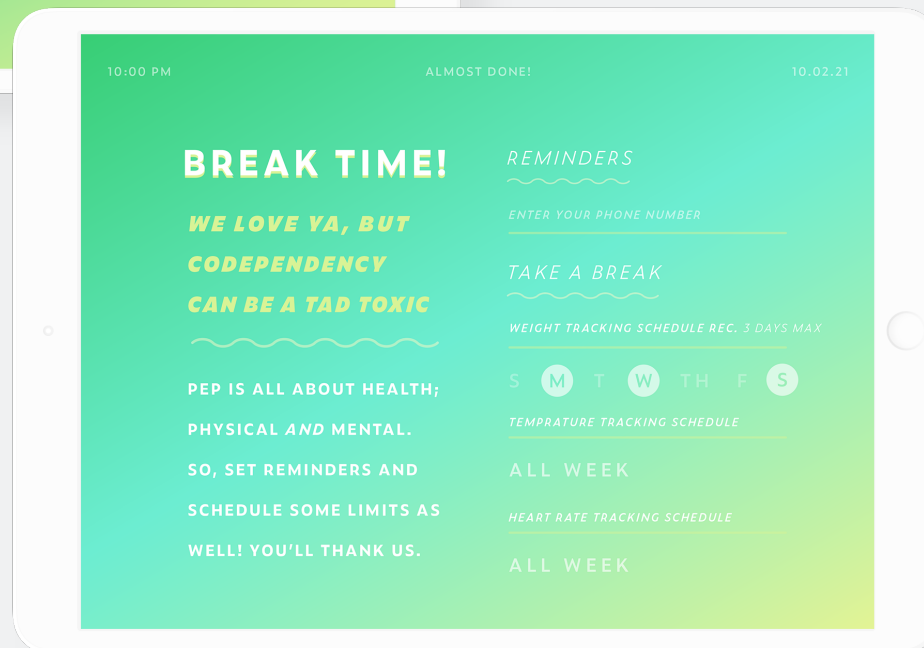 10:00 PM
ALMOST DONE!
10.02.21
BREAK TIME!
WE LOVE YA, BUT
CODEPENDENCY
CAN BE A TAD TOXIC
PEP IS ALL ABOUT HEALTH;
PHYSICAL AND MENTAL.
SO, SET REMINDERS AND
SCHEDULE SOME LIMITS AS
WELL! YOU'LL THANK US.
REMINDERS
ENTER YOUR PHONE NUMBER
TAKE A BREAK
WEIGHT TRACKING SCHEDULE REC. 3 DAYS MAX
S M T W TH F S
TEMPRATURE TRACKING SCHEDULE
ALL WEEK
HEART RATE TRACKING SCHEDULE
ALL WEEK